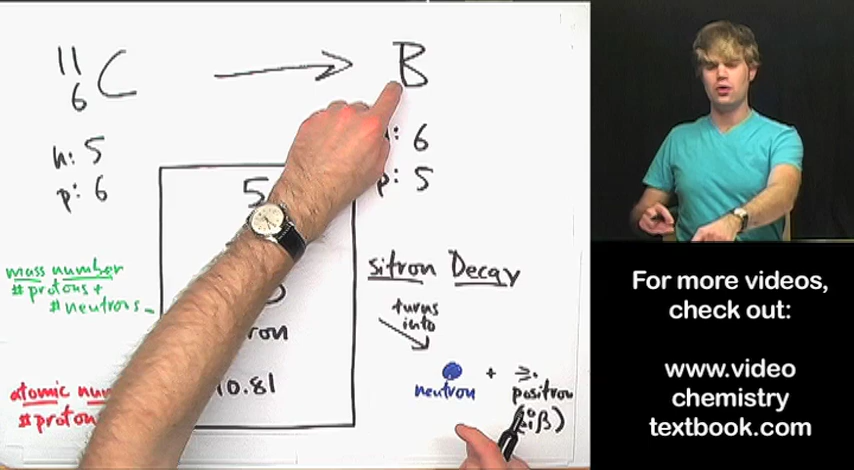 11
6 C → B
n: 5
p: 6
: 6
p: 5
5
mass number
#protons +
#neutrons
sitron Decay
turns
into
ron
10.81
neutron + positron
β)
atomic nu
#proton
For more videos,
check out:
www.video
chemistry
textbook.com